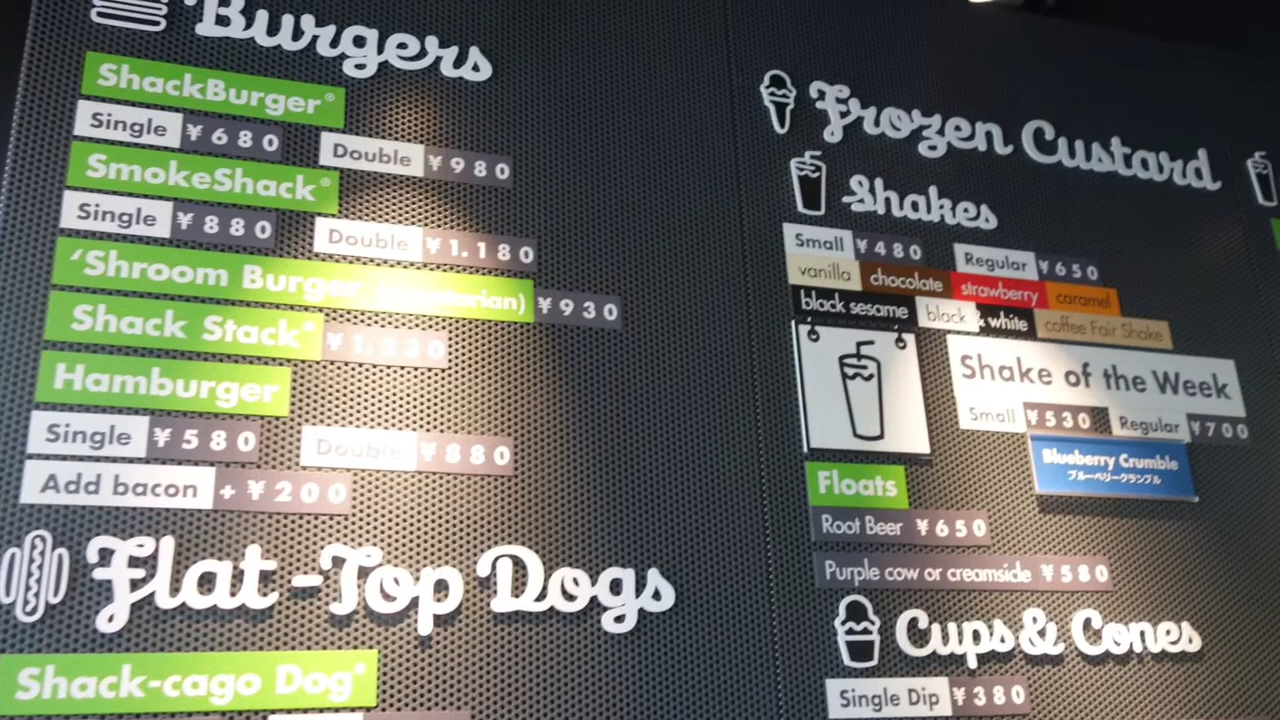 Burgers
ShackBurger®
Single ¥680 Double ¥980
SmokeShack®
Single ¥880 Double ¥1,180
'Shroom Burger ¥930
Shack Stack®
Hamburger
Single ¥580 Double ¥880
Add bacon +¥200
Flat-Top Dogs
Shack-cago Dog®
Frozen Custard
Shakes
Small ¥480 Regular ¥650
vanilla chocolate strawberry caramel
black sesame black & white coffee Fair Shake
Shake of the Week
Small ¥530 Regular ¥700
Blueberry Crumble
ブルーベリークランブル
Floats
Root Beer ¥650
Purple cow or creamsicle ¥580
Cups & Cones
Single Dip ¥380